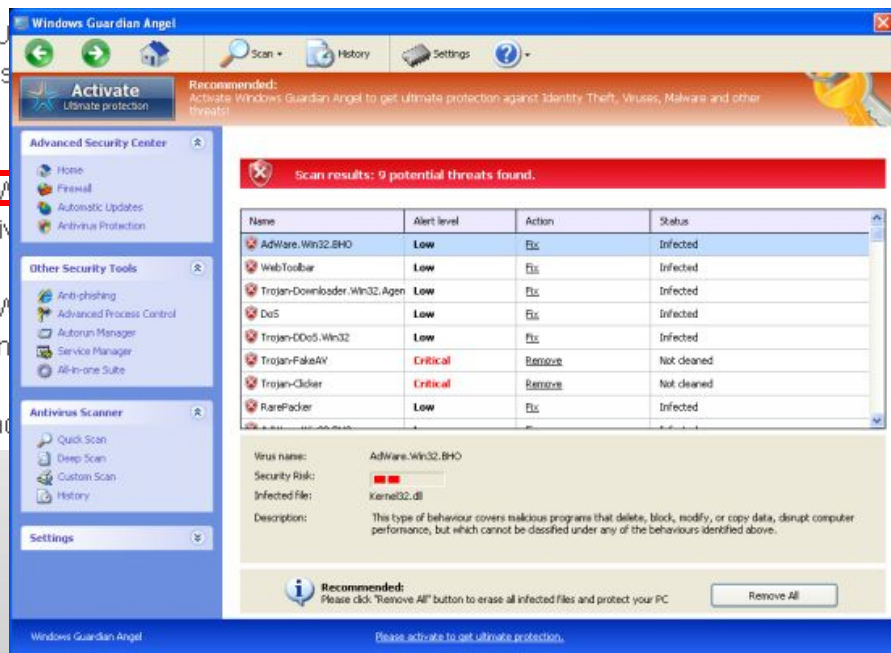 Windows Guardian Angel
Scan
History
Settings
Activate
Ultimate protection
Recommended:
Activate Windows Guardian Angel to get ultimate protection against Identity Theft, Viruses, Malware and other
threats!
Advanced Security Center
Home
Firewall
Automatic Updates
Antivirus Protection
Other Security Tools
Anti-phishing
Advanced Process Control
Autorun Manager
Service Manager
All-in-one Suite
Antivirus Scanner
Quick Scan
Deep Scan
Custom Scan
History
Settings
Scan results: 9 potential threats found.
Name Alert level Action Status
AdWare.Win32.BHO Low Fix Infected
WebToolbar Low Fix Infected
Trojan-Downloader.Win32.Agen Low Fix Infected
DoS Low Fix Infected
Trojan-DDoS.Win32 Low Fix Infected
Trojan-FakeAV Critical Remove Not cleaned
Trojan-Clicker Critical Remove Not cleaned
RarePacker Low Fix Infected
Virus name: AdWare.Win32.BHO
Security Risk:
Infected file: Kernel32.dll
Description: This type of behaviour covers malicious programs that delete, block, modify, or copy data, disrupt computer
performance, but which cannot be classified under any of the behaviours identified above.
Recommended:
Please click "Remove All" button to erase all infected files and protect your PC
Remove All
Windows Guardian Angel
Please activate to get ultimate protection.